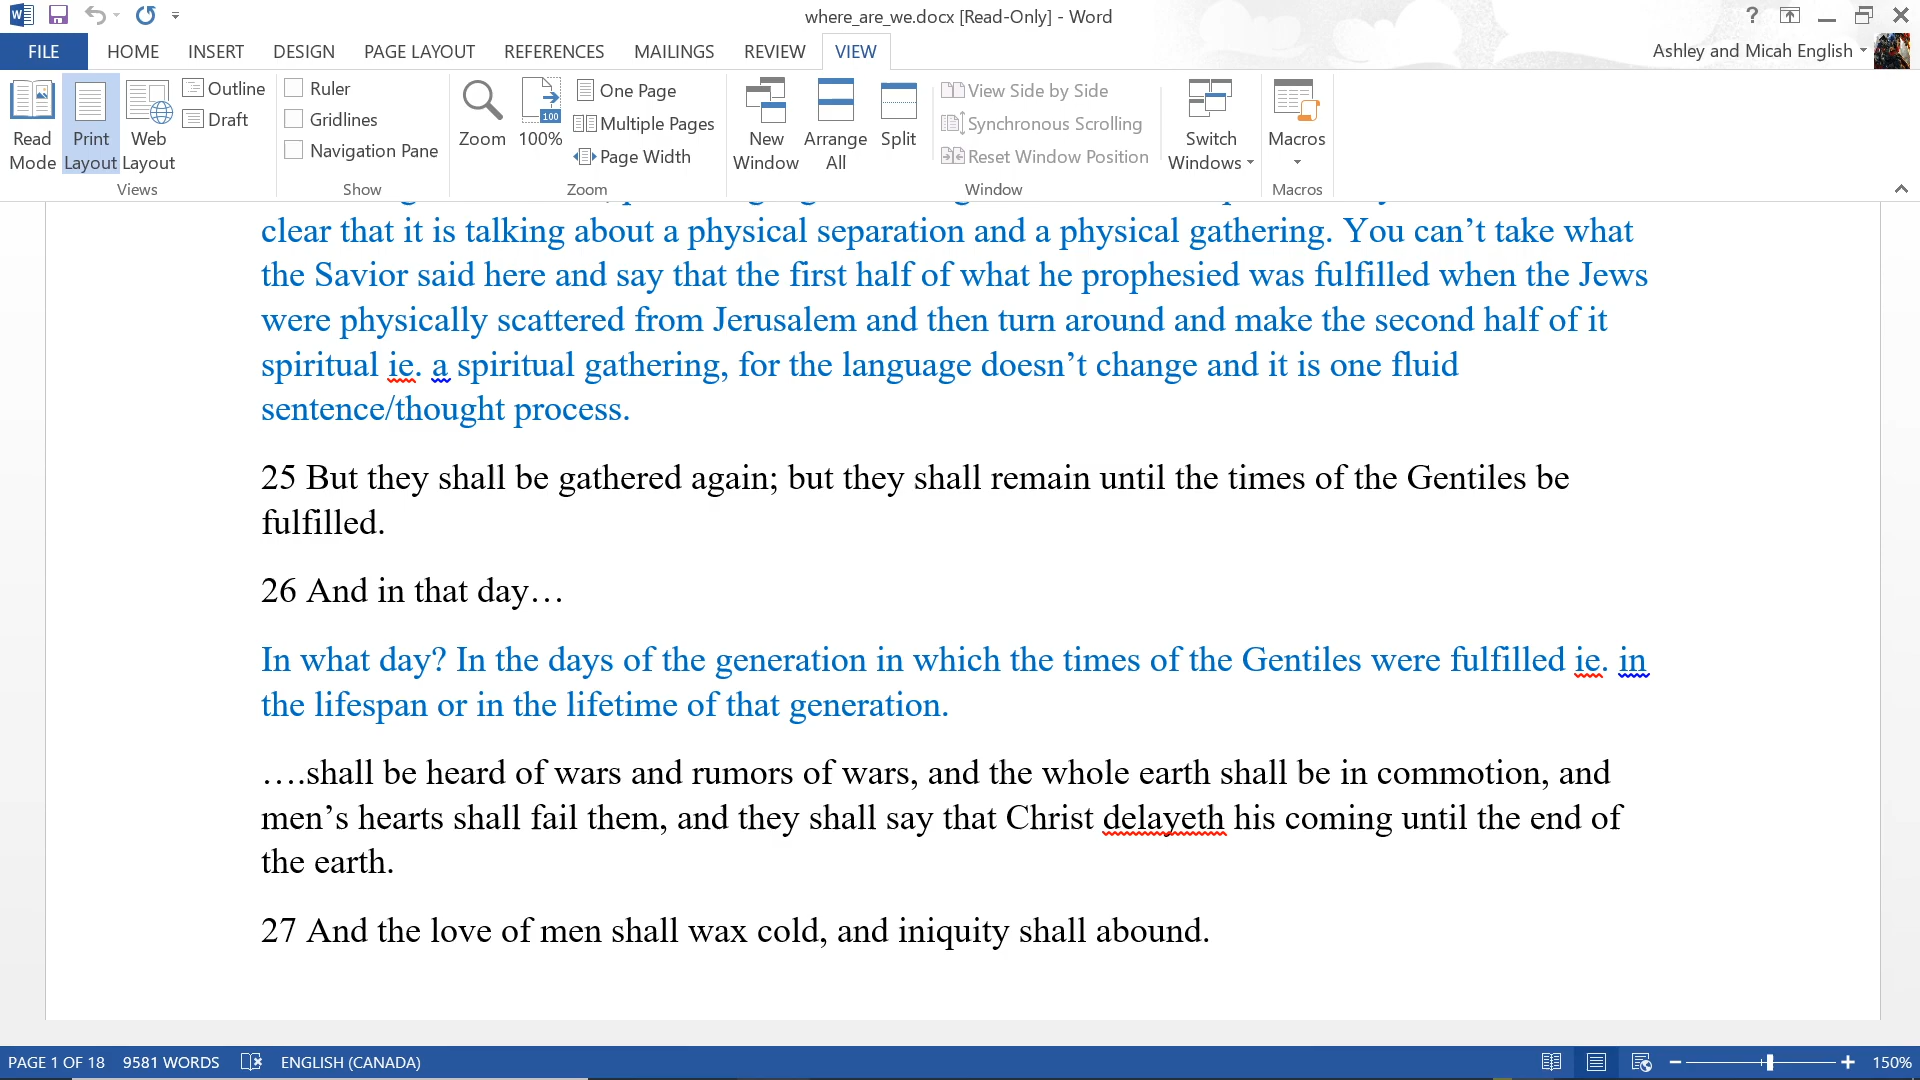 where_are_we.docx [Read-Only] - Word
?
FILE HOME INSERT DESIGN PAGE LAYOUT REFERENCES MAILINGS REVIEW VIEW
Ashley and Micah English
Read Mode
Print Layout
Web Layout
Outline
Draft
Views
Ruler
Gridlines
Navigation Pane
Show
Zoom
100
100%
One Page
Multiple Pages
Page Width
Zoom
New Window
Arrange All
Split
View Side by Side
Synchronous Scrolling
Reset Window Position
Switch Windows
Window
Macros
Macros
clear that it is talking about a physical separation and a physical gathering. You can’t take what
the Savior said here and say that the first half of what he prophesied was fulfilled when the Jews
were physically scattered from Jerusalem and then turn around and make the second half of it
spiritual ie. a spiritual gathering, for the language doesn’t change and it is one fluid
sentence/thought process.
25 But they shall be gathered again; but they shall remain until the times of the Gentiles be
fulfilled.
26 And in that day…
In what day? In the days of the generation in which the times of the Gentiles were fulfilled ie. in
the lifespan or in the lifetime of that generation.
….shall be heard of wars and rumors of wars, and the whole earth shall be in commotion, and
men’s hearts shall fail them, and they shall say that Christ delayeth his coming until the end of
the earth.
27 And the love of men shall wax cold, and iniquity shall abound.
PAGE 1 OF 18 9581 WORDS ENGLISH (CANADA)
150%